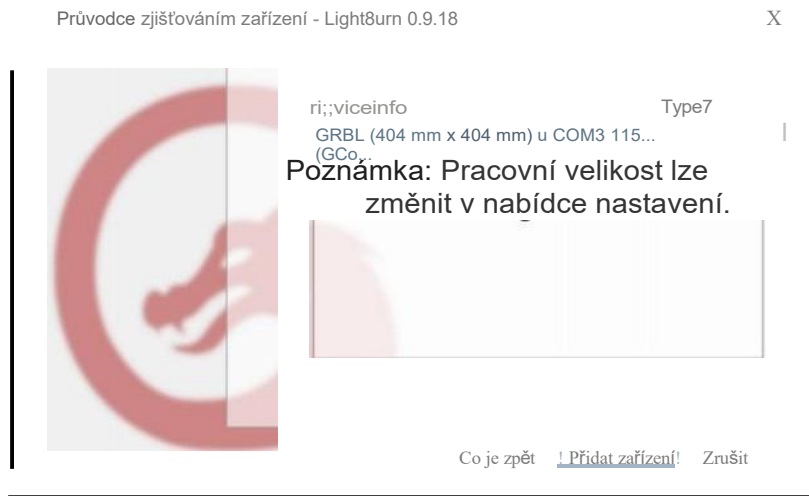 Průvodce zjišťováním zařízení - Light8urn 0.9.18 X
ri;;viceinfo Type7
GRBL (404 mm x 404 mm) u COM3 115...
(GCo...
Poznámka: Pracovní velikost lze
změnit v nabídce nastavení.
Co je zpět ! Přidat zařízení! Zrušit